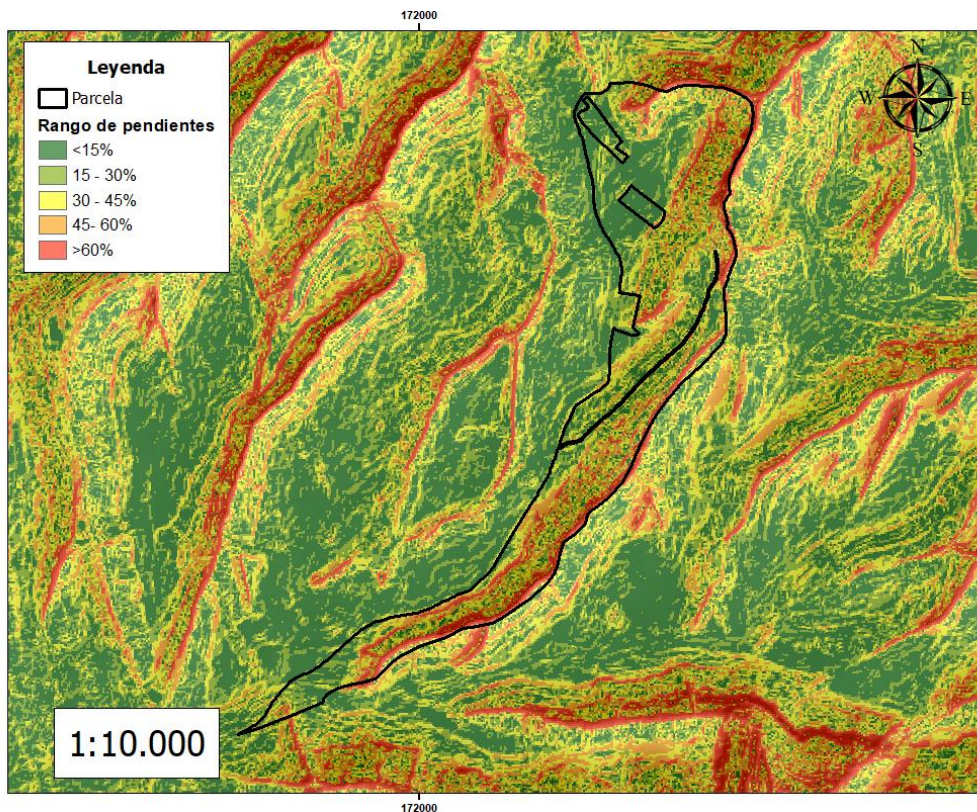 172000
Leyenda
Parcela
Rango de pendientes
<15%
15 - 30%
30 - 45%
45- 60%
>60%
N
W
E
S
1:10.000
172000